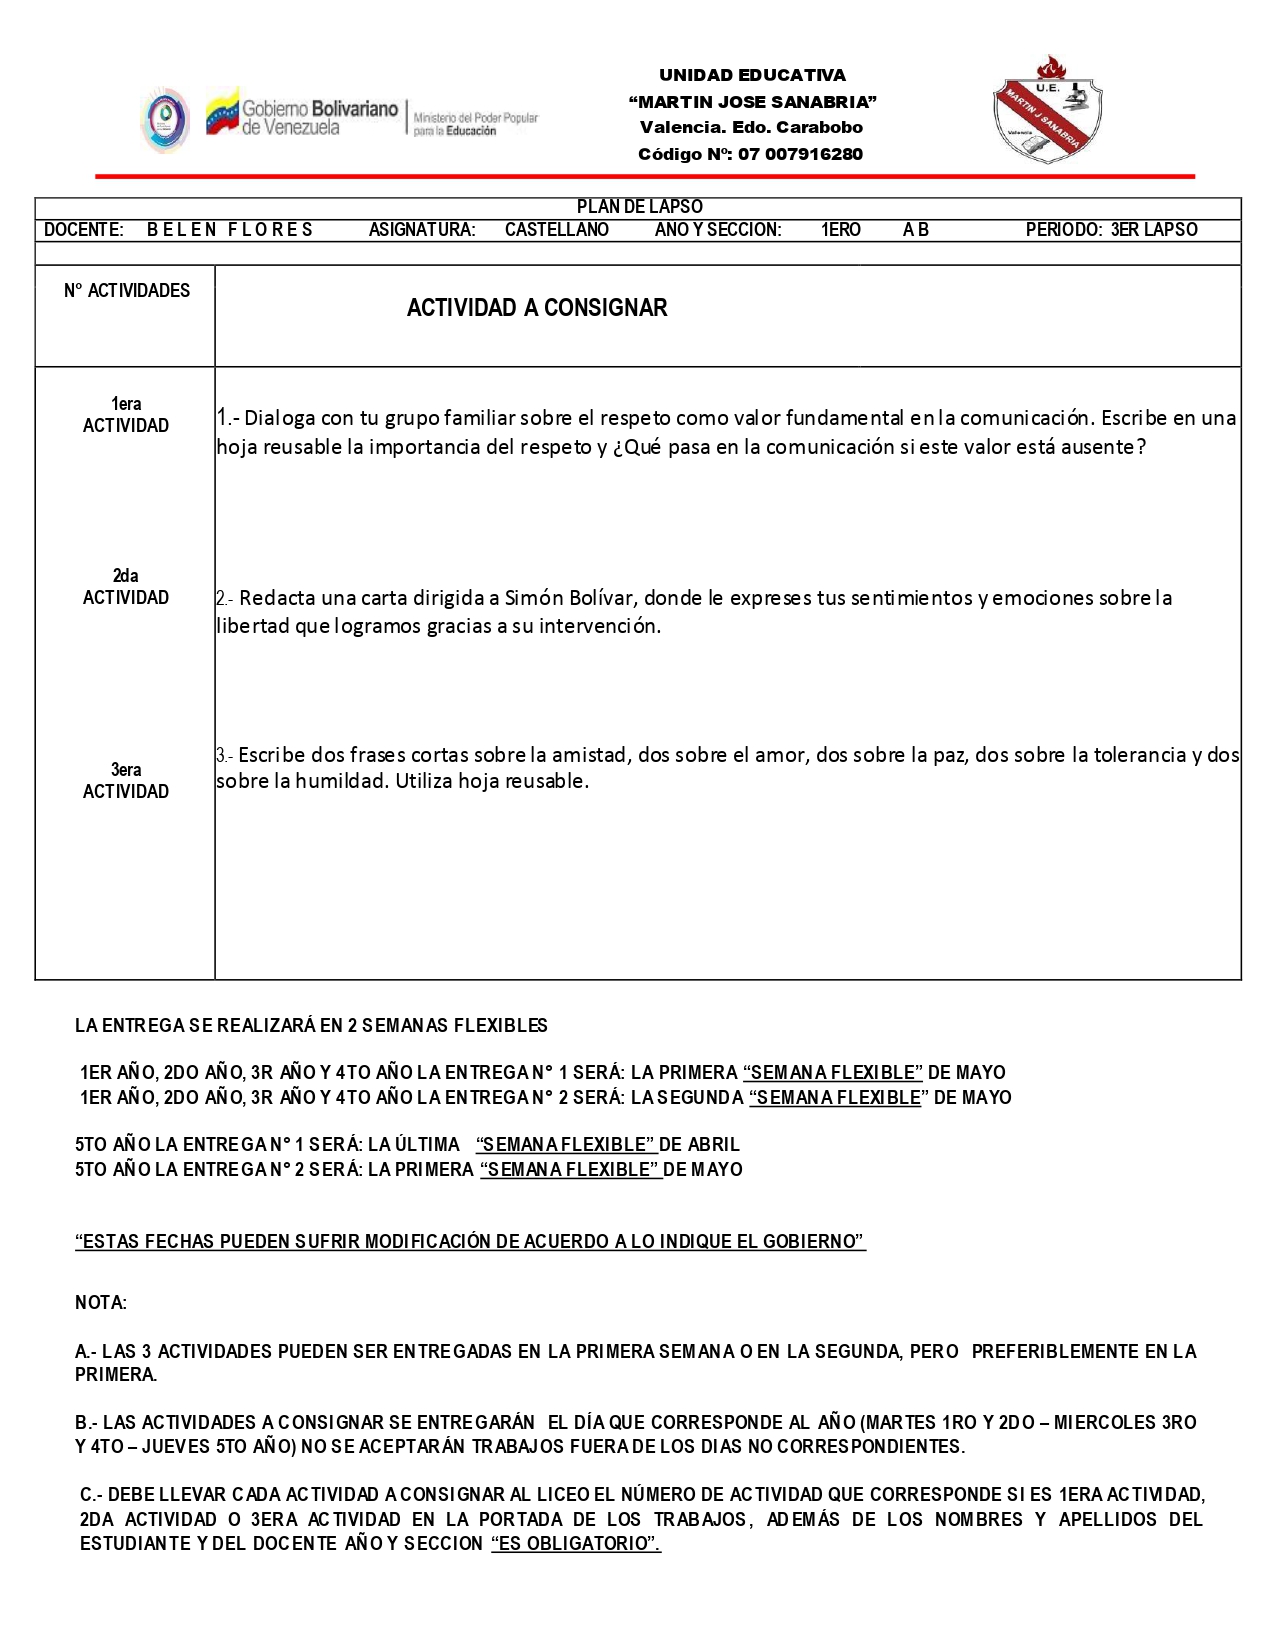 UNIDAD EDUCATIVA
“MARTIN JOSE SANABRIA”
Valencia. Edo. Carabobo
Código Nº: 07 007916280
Gobierno Bolivariano
de Venezuela
Ministerio del Poder Popular
para la Educación
U.E.
MARTIN J SANABRIA
Valencia
PLAN DE LAPSO
DOCENTE: BELEN FLORES ASIGNATURA: CASTELLANO ANO Y SECCION: 1ERO A B PERIODO: 3ER LAPSO
N° ACTIVIDADES
ACTIVIDAD A CONSIGNAR
1era
ACTIVIDAD
1.- Dialoga con tu grupo familiar sobre el respeto como valor fundamental en la comunicación. Escribe en una
hoja reusable la importancia del respeto y ¿Qué pasa en la comunicación si este valor está ausente?
2da
ACTIVIDAD
2.- Redacta una carta dirigida a Simón Bolívar, donde le expreses tus sentimientos y emociones sobre la
libertad que logramos gracias a su intervención.
3era
ACTIVIDAD
3.- Escribe dos frases cortas sobre la amistad, dos sobre el amor, dos sobre la paz, dos sobre la tolerancia y dos
sobre la humildad. Utiliza hoja reusable.
LA ENTREGA SE REALIZARÁ EN 2 SEMANAS FLEXIBLES
1ER AÑO, 2DO AÑO, 3R AÑO Y 4TO AÑO LA ENTREGA N° 1 SERÁ: LA PRIMERA “SEMANA FLEXIBLE” DE MAYO
1ER AÑO, 2DO AÑO, 3R AÑO Y 4TO AÑO LA ENTREGA N° 2 SERÁ: LA SEGUNDA “SEMANA FLEXIBLE” DE MAYO
5TO AÑO LA ENTREGA N° 1 SERÁ: LA ÚLTIMA “SEMANA FLEXIBLE” DE ABRIL
5TO AÑO LA ENTREGA N° 2 SERÁ: LA PRIMERA “SEMANA FLEXIBLE” DE MAYO
“ESTAS FECHAS PUEDEN SUFRIR MODIFICACIÓN DE ACUERDO A LO INDIQUE EL GOBIERNO”
NOTA:
A.- LAS 3 ACTIVIDADES PUEDEN SER ENTREGADAS EN LA PRIMERA SEMANA O EN LA SEGUNDA, PERO PREFERIBLEMENTE EN LA
PRIMERA.
B.- LAS ACTIVIDADES A CONSIGNAR SE ENTREGARÁN EL DÍA QUE CORRESPONDE AL AÑO (MARTES 1RO Y 2DO – MIERCOLES 3RO
Y 4TO – JUEVES 5TO AÑO) NO SE ACEPTARÁN TRABAJOS FUERA DE LOS DIAS NO CORRESPONDIENTES.
C.- DEBE LLEVAR CADA ACTIVIDAD A CONSIGNAR AL LICEO EL NÚMERO DE ACTIVIDAD QUE CORRESPONDE SI ES 1ERA ACTIVIDAD,
2DA ACTIVIDAD O 3ERA ACTIVIDAD EN LA PORTADA DE LOS TRABAJOS, ADEMÁS DE LOS NOMBRES Y APELLIDOS DEL
ESTUDIANTE Y DEL DOCENTE AÑO Y SECCION “ES OBLIGATORIO”.